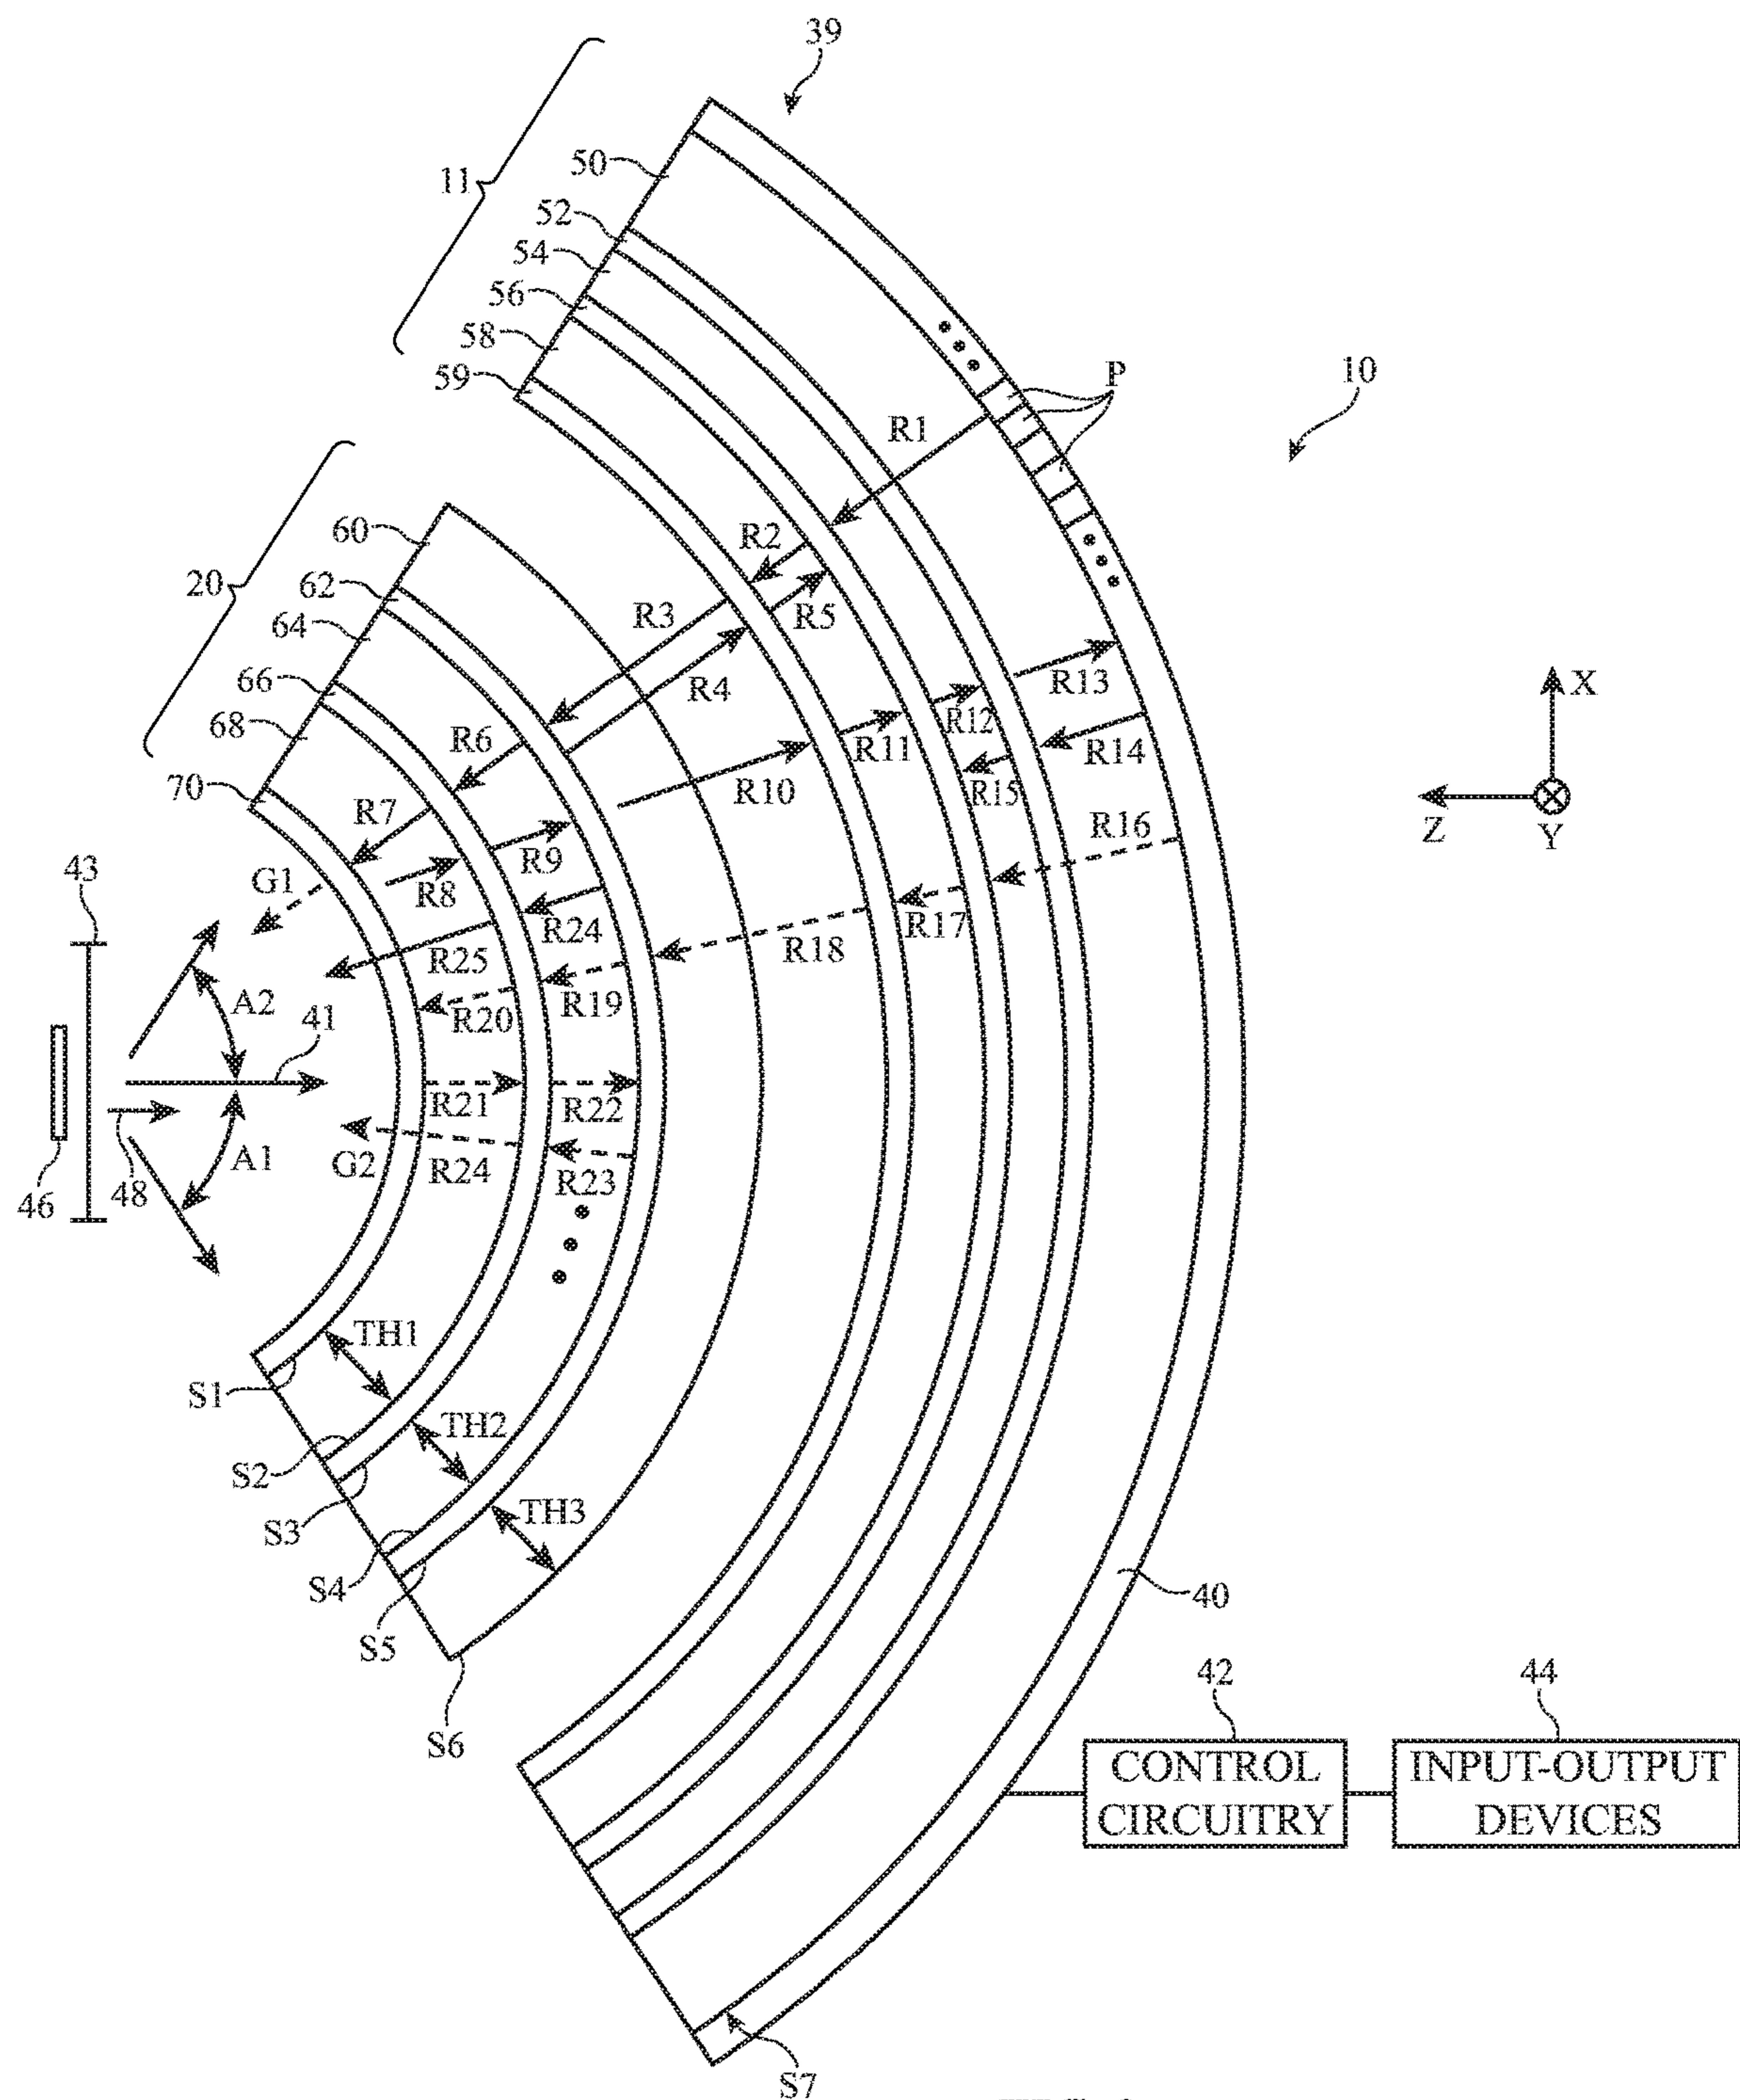 39
11
50
52
54
56
58
59
P
10
R1
20
60
62
64
66
68
70
R2
R3
R5
R4
R13
R12
R14
R11
R15
R10
R16
R6
R7
R9
R8
G1
R24
R25
R17
R18
R19
R20
X
Z
Y
43
A2
41
R21
R22
G2
R24
R23
A1
48
46
TH1
S1
TH2
S2
S3
TH3
S4
S5
S6
40
42
44
CONTROL
CIRCUITRY
INPUT-OUTPUT
DEVICES
S7